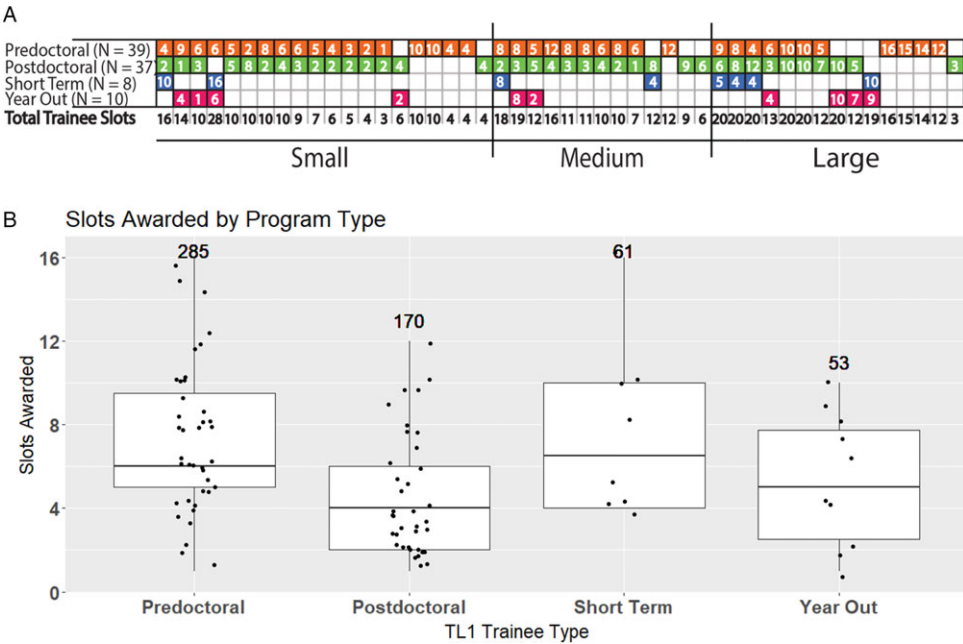 A
Predoctoral (N = 39) 4 9 6 6 5 2 8 6 6 5 4 3 2 1 10 10 4 4 8 8 5 12 8 8 6 8 6 12 9 8 4 6 10 10 5 16 15 14 12
Postdoctoral (N = 37) 2 1 3 5 8 2 4 3 2 2 2 2 2 4 4 2 3 5 4 3 1 2 2 1 8 9 6 6 8 12 3 10 10 7 10 5 3
Short Term (N = 8) 10 16 8 4 5 4 4 10
Year Out (N = 10) 4 1 6 2 8 2 4 10 7 9
Total Trainee Slots 16 14 10 28 10 10 10 10 9 7 6 5 4 3 6 10 10 4 4 4 18 19 12 16 11 9 8 10 7 12 12 9 6 20 20 20 13 20 20 12 20 12 19 16 15 14 12 3
Small Medium Large
B Slots Awarded by Program Type
16
12
8
4
0
Slots Awarded
285
170
61
53
Predoctoral Postdoctoral Short Term Year Out
TL1 Trainee Type